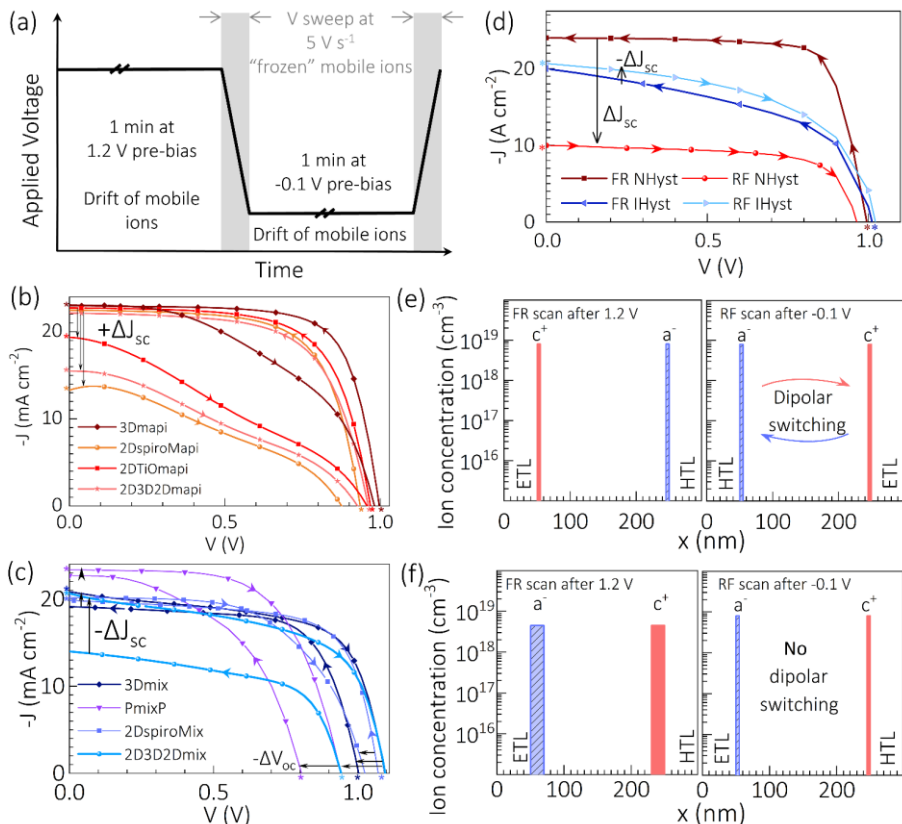 (a)
V sweep at
5 V s⁻¹
"frozen" mobile ions
1 min at
1.2 V pre-bias
Drift of mobile
ions
1 min at
-0.1 V pre-bias
Drift of mobile ions
Applied Voltage
Time
(b)
+ΔJsc
3Dmapi
2DspiroMapi
2DTiOmapi
2D3D2Dmapi
-J (mA cm⁻²)
20
10
0
0.0 0.5 1.0
V (V)
* * * *
(c)
-ΔJsc
3Dmix
PmixP
2DspiroMix
2D3D2Dmix
-ΔVoc
-J (mA cm⁻²)
20
10
0
0.0 0.5 1.0
V (V)
* * * *
(d)
-ΔJsc
ΔJsc
FR NHyst RF NHyst
FR IHyst RF IHyst
-J (A cm⁻²)
20
10
0
0.0 0.5 1.0
V (V)
* *
(e)
Ion concentration (cm⁻³)
10¹⁹
10¹⁸
10¹⁷
10¹⁶
FR scan after 1.2 V
c⁺ a⁻
ETL HTL
0 100 200
RF scan after -0.1 V
a⁻ c⁺
Dipolar
switching
HTL ETL
0 100 200 300
x (nm)
(f)
Ion concentration (cm⁻³)
10¹⁹
10¹⁸
10¹⁷
10¹⁶
FR scan after 1.2 V
a⁻ c⁺
ETL HTL
0 100 200
RF scan after -0.1 V
a⁻ c⁺
No
dipolar
switching
ETL HTL
0 100 200 300
x (nm)